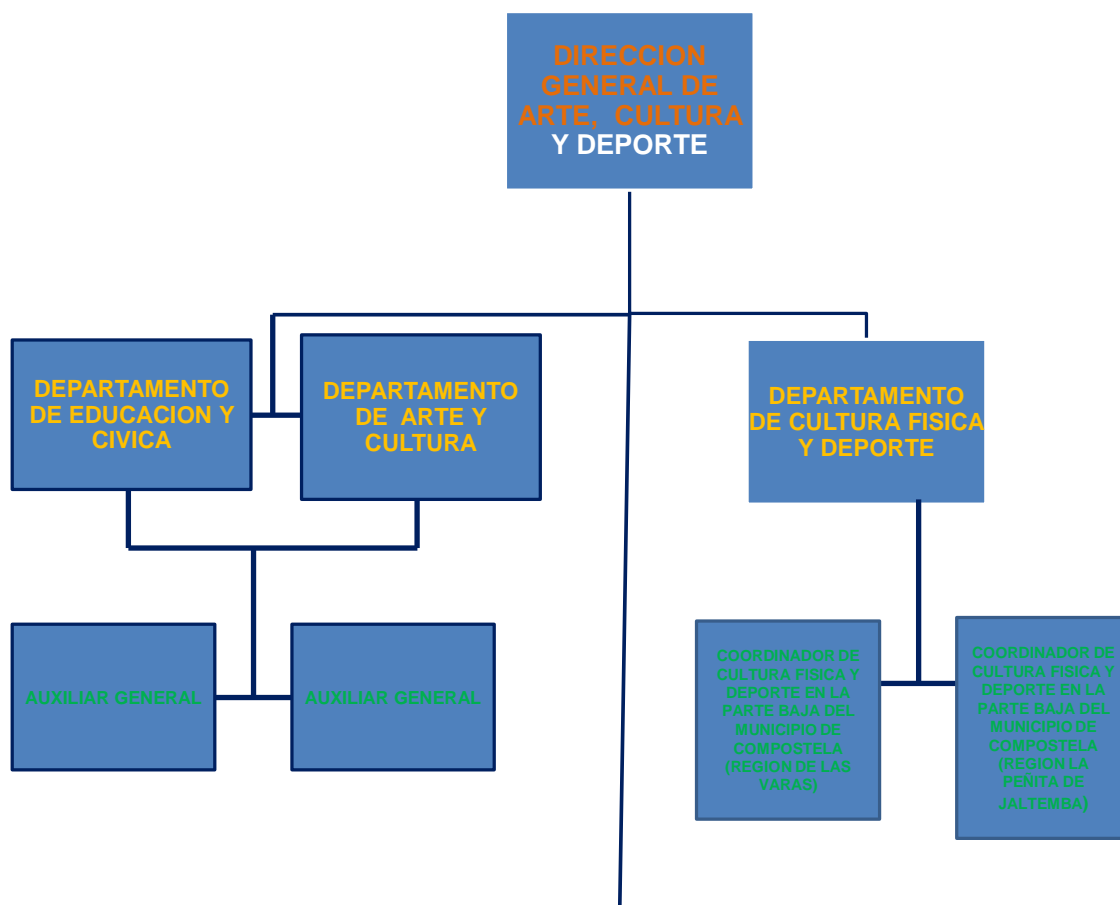 DIRECCION
GENERAL DE
ARTE, CULTURA
Y DEPORTE
DEPARTAMENTO
DE EDUCACION Y
CIVICA
DEPARTAMENTO
DE ARTE Y
CULTURA
DEPARTAMENTO
DE CULTURA FISICA
Y DEPORTE
AUXILIAR GENERAL
AUXILIAR GENERAL
COORDINADOR DE
CULTURA FISICA Y
DEPORTE EN LA
PARTE BAJA DEL
MUNICIPIO DE
COMPOSTELA
(REGION DE LAS
VARAS)
COORDINADOR DE
CULTURA FISICA Y
DEPORTE EN LA
PARTE BAJA DEL
MUNICIPIO DE
COMPOSTELA
(REGION LA
PEÑITA DE
JALTEMBA)